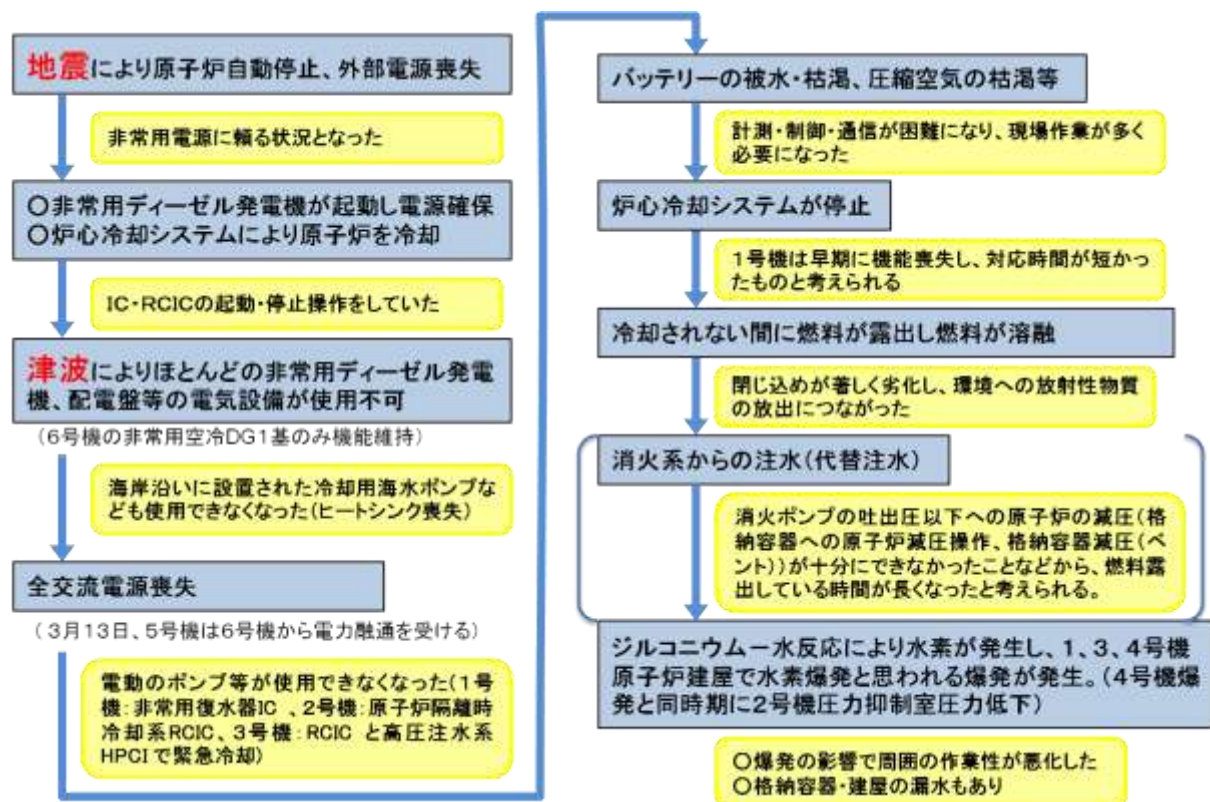 地震により原子炉自動停止、外部電源喪失
非常用電源に頼る状況となった
〇非常用ディーゼル発電機が起動し電源確保
〇炉心冷却システムにより原子炉を冷却
IC・RCICの起動・停止操作をしていた
津波によりほとんどの非常用ディーゼル発電
機、配電盤等の電気設備が使用不可
(6号機の非常用空冷DG1基のみ機能維持)
海岸沿いに設置された冷却用海水ポンプな
ども使用できなくなった(ヒートシンク喪失)
全交流電源喪失
(3月13日、5号機は6号機から電力融通を受ける)
電動のポンプ等が使用できなくなった(1号
機:非常用復水器IC 、2号機:原子炉隔離時
冷却系RCIC、3号機:RCIC と高圧注水系
HPCI で緊急冷却)
バッテリーの被水・枯渇、圧縮空気の枯渇等
計測・制御・通信が困難になり、現場作業が多く
必要になった
炉心冷却システムが停止
1号機は早期に機能喪失し、対応時間が短かっ
たものと考えられる
冷却されない間に燃料が露出し燃料が溶融
閉じ込めが著しく劣化し、環境への放射性物質
の放出につながった
消火系からの注水(代替注水)
消火ポンプの吐出圧以下への原子炉の減圧(格
納容器への原子炉減圧操作、格納容器減圧(ベ
ント))が十分にできなかったことなどから、燃料露
出している時間が長くなったと考えられる。
ジルコニウムー水反応により水素が発生し、1、3、4号機
原子炉建屋で水素爆発と思われる爆発が発生。(4号機爆
発と同時期に2号機圧力抑制室圧力低下)
〇爆発の影響で周囲の作業性が悪化した
〇格納容器・建屋の漏水もあり